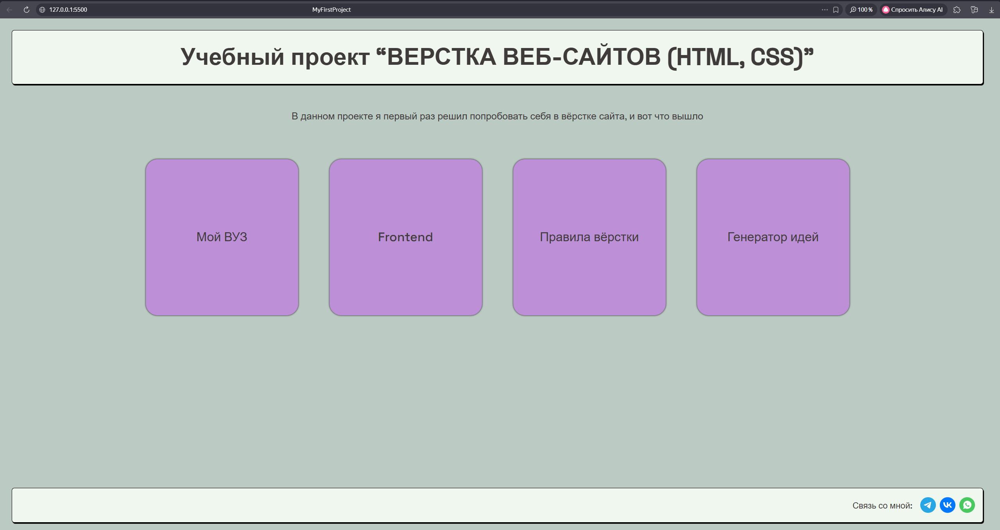 127.0.0.1:5500
MyFirstProject
100 %
Спросить Алису AI
Учебный проект “ВЕРСТКА ВЕБ-САЙТОВ (HTML, CSS)”
В данном проекте я первый раз решил попробовать себя в вёрстке сайта, и вот что вышло
Мой ВУЗ
Frontend
Правила вёрстки
Генератор идей
Связь со мной:
VK